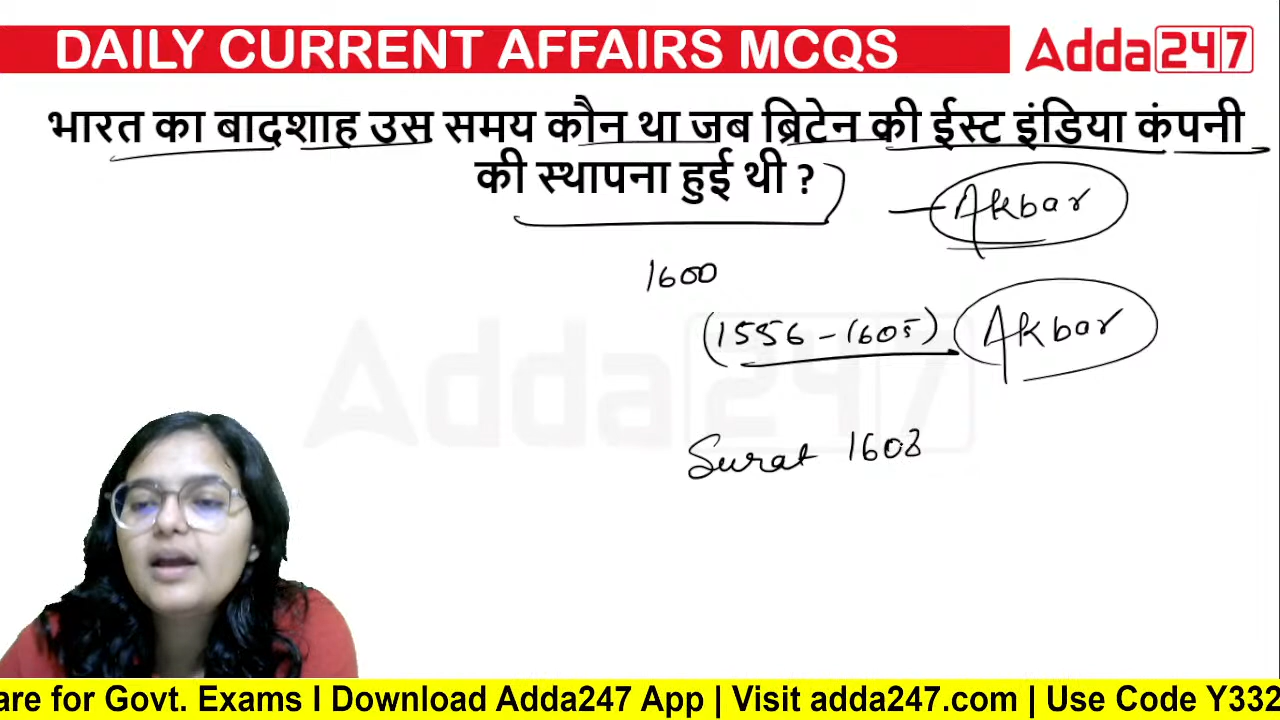 DAILY CURRENT AFFAIRS MCQS
Adda247
भारत का बादशाह उस समय कौन था जब ब्रिटेन की ईस्ट इंडिया कंपनी
की स्थापना हुई थी ?
Akbar
1600
(1556-1605) Akbar
Adda247
Surat 1608
are for Govt. Exams I Download Adda247 App | Visit adda247.com | Use Code Y332